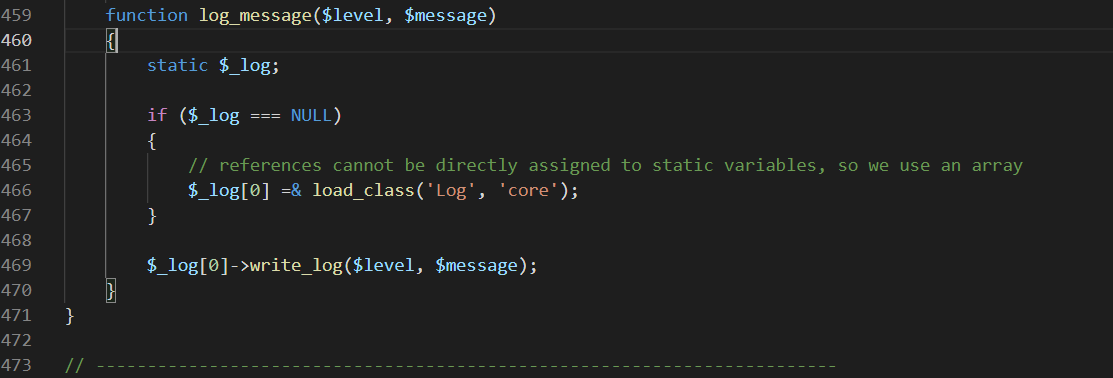 459 function log_message($level, $message)
460 {
461 static $_log;
462
463 if ($_log === NULL)
464 {
465 // references cannot be directly assigned to static variables, so we use an array
466 $_log[0] =& load_class('Log', 'core');
467 }
468
469 $_log[0]->write_log($level, $message);
470 }
471 }
472
473 // ------------------------------------------------------------------------